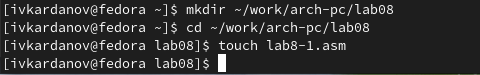 [ivkardanov@fedora ~]$ mkdir ~/work/arch-pc/lab08
[ivkardanov@fedora ~]$ cd ~/work/arch-pc/lab08
[ivkardanov@fedora lab08]$ touch lab8-1.asm
[ivkardanov@fedora lab08]$